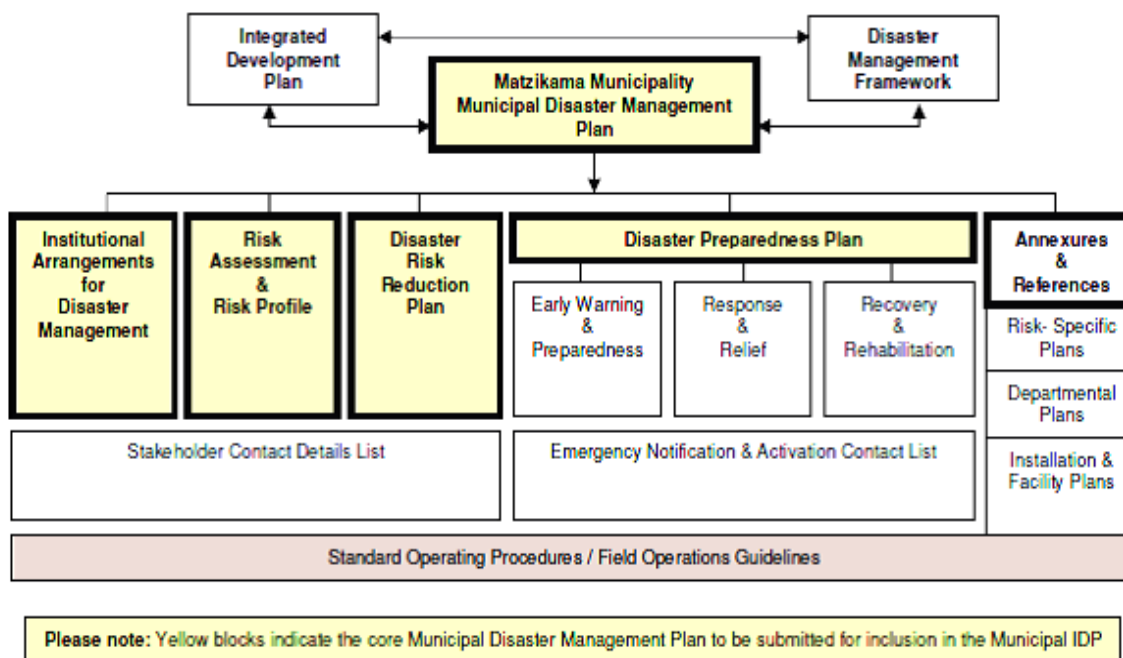 Integrated
Development
Plan
Disaster
Management
Framework
Matzikama Municipality
Municipal Disaster Management
Plan
Institutional
Arrangements
for
Disaster
Management
Risk
Assessment
&
Risk Profile
Disaster
Risk
Reduction
Plan
Disaster Preparedness Plan
Annexures
&
References
Early Warning
&
Preparedness
Response
&
Relief
Recovery
&
Rehabilitation
Risk- Specific
Plans
Departmental
Plans
Installation &
Facility Plans
Stakeholder Contact Details List
Emergency Notification & Activation Contact List
Standard Operating Procedures / Field Operations Guidelines
Please note: Yellow blocks indicate the core Municipal Disaster Management Plan to be submitted for inclusion in the Municipal IDP